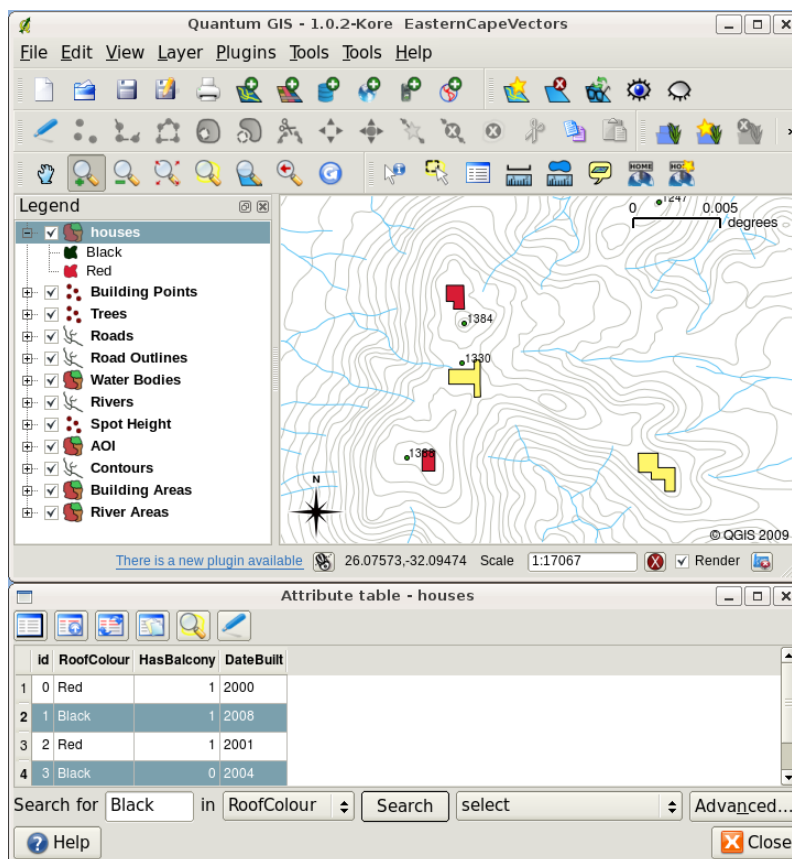 Quantum GIS - 1.0.2-Kore EasternCapeVectors
File Edit View Layer Plugins Tools Tools Help
HOME HO
Legend
houses
Black
Red
Building Points
Trees
Roads
Road Outlines
Water Bodies
Rivers
Spot Height
AOI
Contours
Building Areas
River Areas
1247
0 0.005
degrees
1384
1330
1388
N
© QGIS 2009
There is a new plugin available 26.07573,-32.09474 Scale 1:17067 Render
Attribute table - houses
id RoofColour HasBalcony DateBuilt
1 0 Red 1 2000
2 1 Black 1 2008
3 2 Red 1 2001
4 3 Black 0 2004
Search for Black in RoofColour Search select Advanced...
Help Close